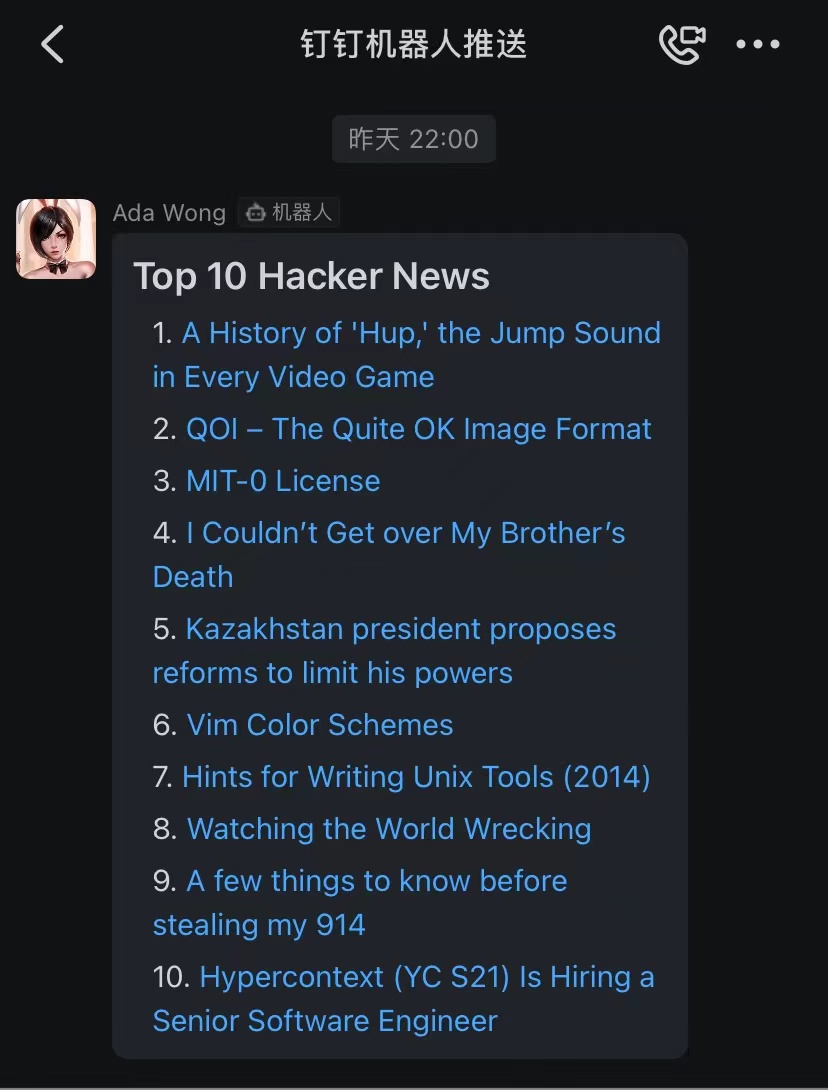 钉钉机器人推送
昨天 22:00
Ada Wong 机器人
Top 10 Hacker News
1. A History of 'Hup,' the Jump Sound
in Every Video Game
2. QOI – The Quite OK Image Format
3. MIT-0 License
4. I Couldn’t Get over My Brother’s
Death
5. Kazakhstan president proposes
reforms to limit his powers
6. Vim Color Schemes
7. Hints for Writing Unix Tools (2014)
8. Watching the World Wrecking
9. A few things to know before
stealing my 914
10. Hypercontext (YC S21) Is Hiring a
Senior Software Engineer